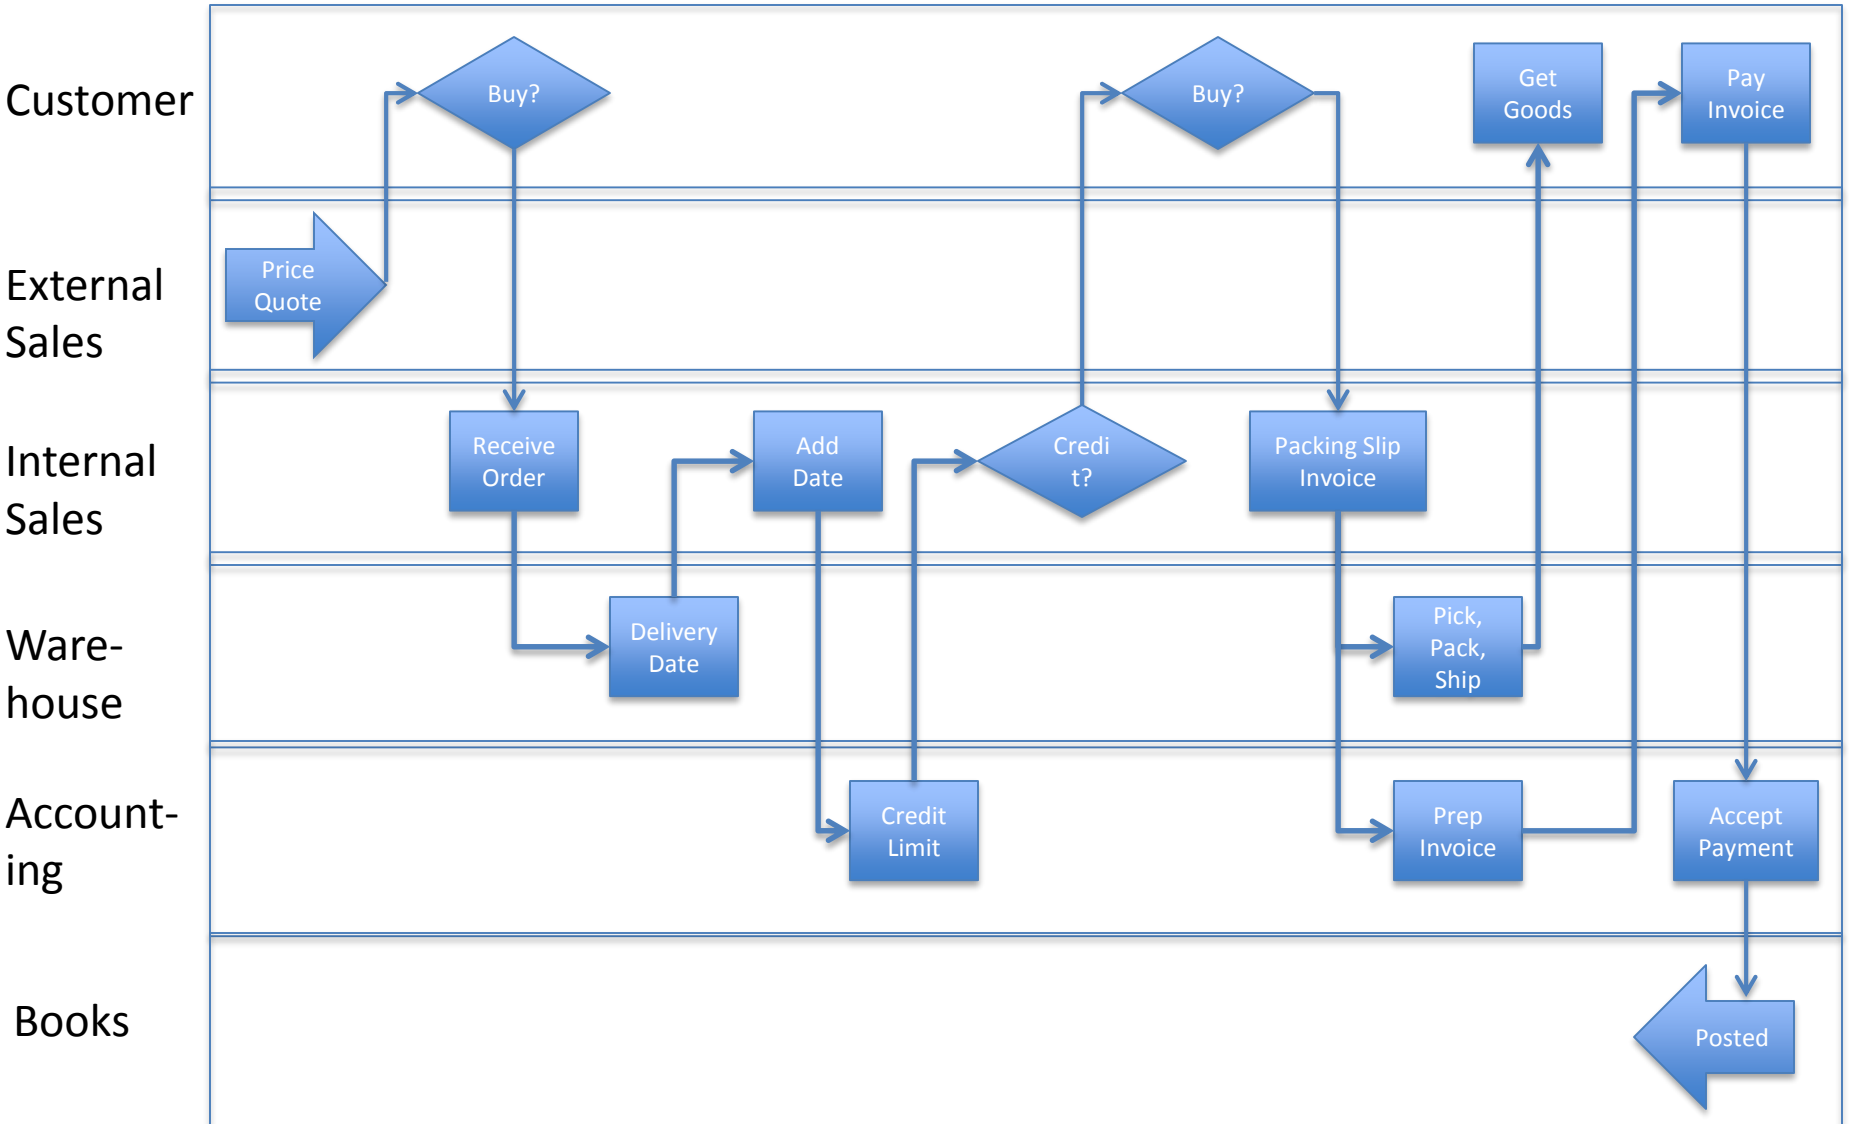 Customer
Buy?
Buy?
Get
Goods
Pay
Invoice
External
Sales
Price
Quote
Internal
Sales
Receive
Order
Add
Date
Credi
t?
Packing Slip
Invoice
Ware-
house
Delivery
Date
Pick,
Pack,
Ship
Account-
ing
Credit
Limit
Prep
Invoice
Accept
Payment
Books
Posted